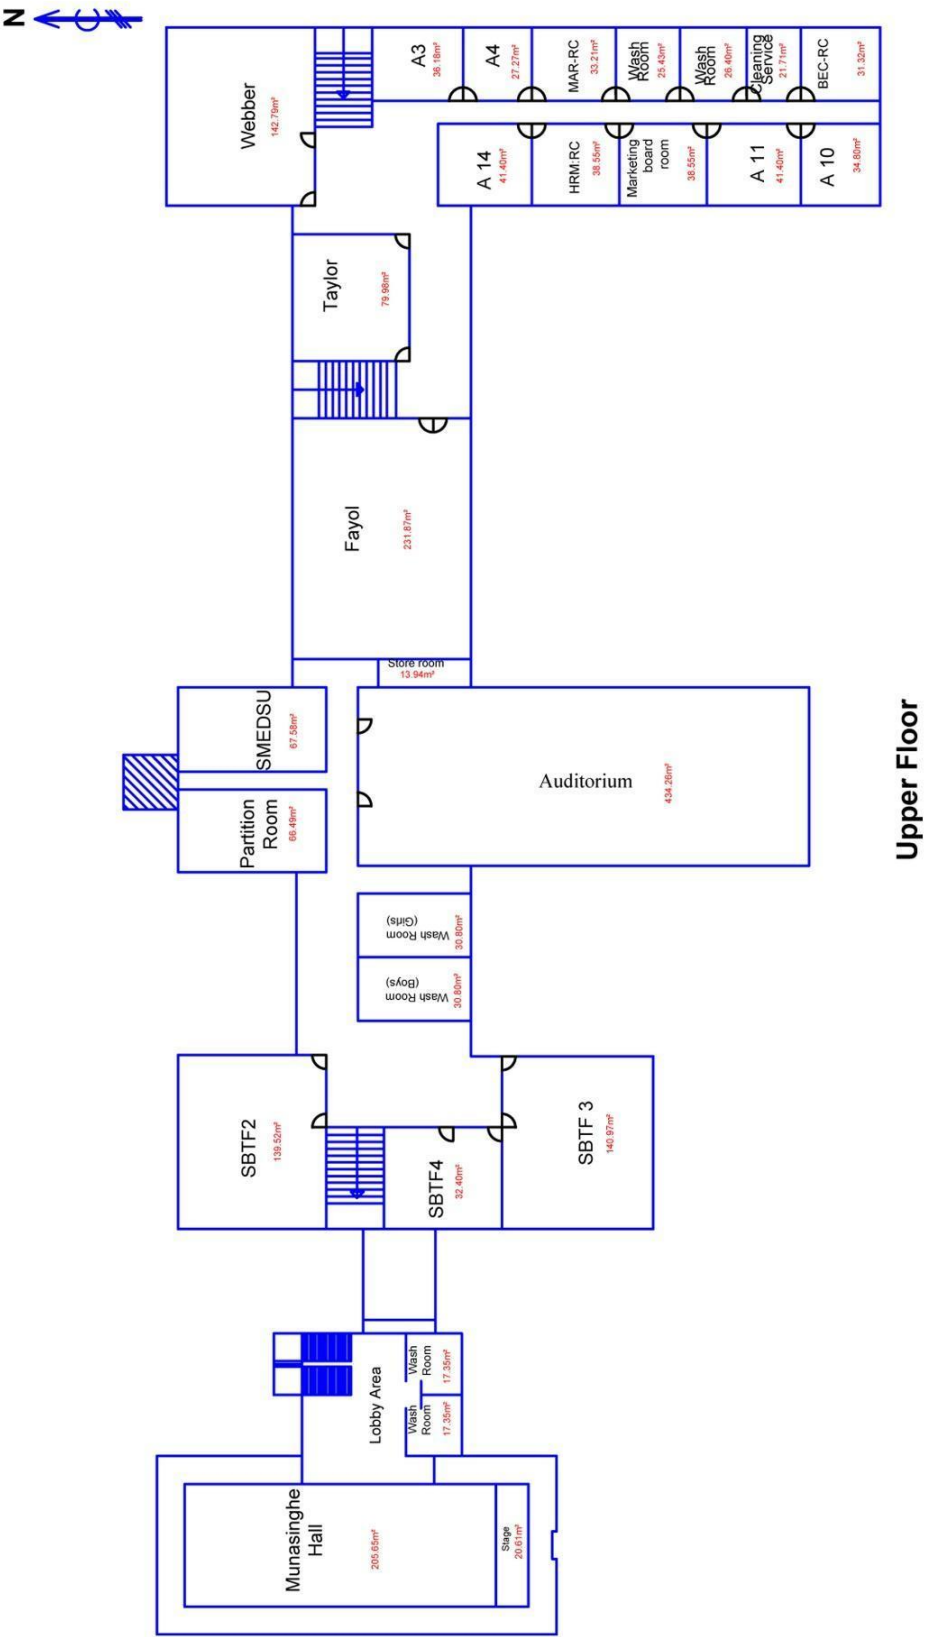 N
Webber
142.79m²
A3
36.18m²
A4
27.27m²
MAR-RC
33.21m²
Wash
Room
25.43m²
Wash
Room
26.40m²
Cleaning
Service
21.71m²
BEC-RC
31.32m²
A 14
41.40m²
HRM:RC
38.55m²
Marketing
board
room
38.55m²
A 11
41.40m²
A 10
34.80m²
Taylor
79.98m²
Fayol
231.87m²
Store room
13.94m²
SMEDSU
67.58m²
Partition
Room
66.49m²
Auditorium
434.26m²
Wash Room
(Girls)
30.80m²
Wash Room
(Boys)
30.80m²
SBTF2
139.52m²
SBTF4
32.40m²
SBTF 3
140.97m²
Lobby Area
Wash
Room
17.35m²
Wash
Room
17.35m²
Munasinghe
Hall
205.65m²
Stage
20.61m²
Upper Floor